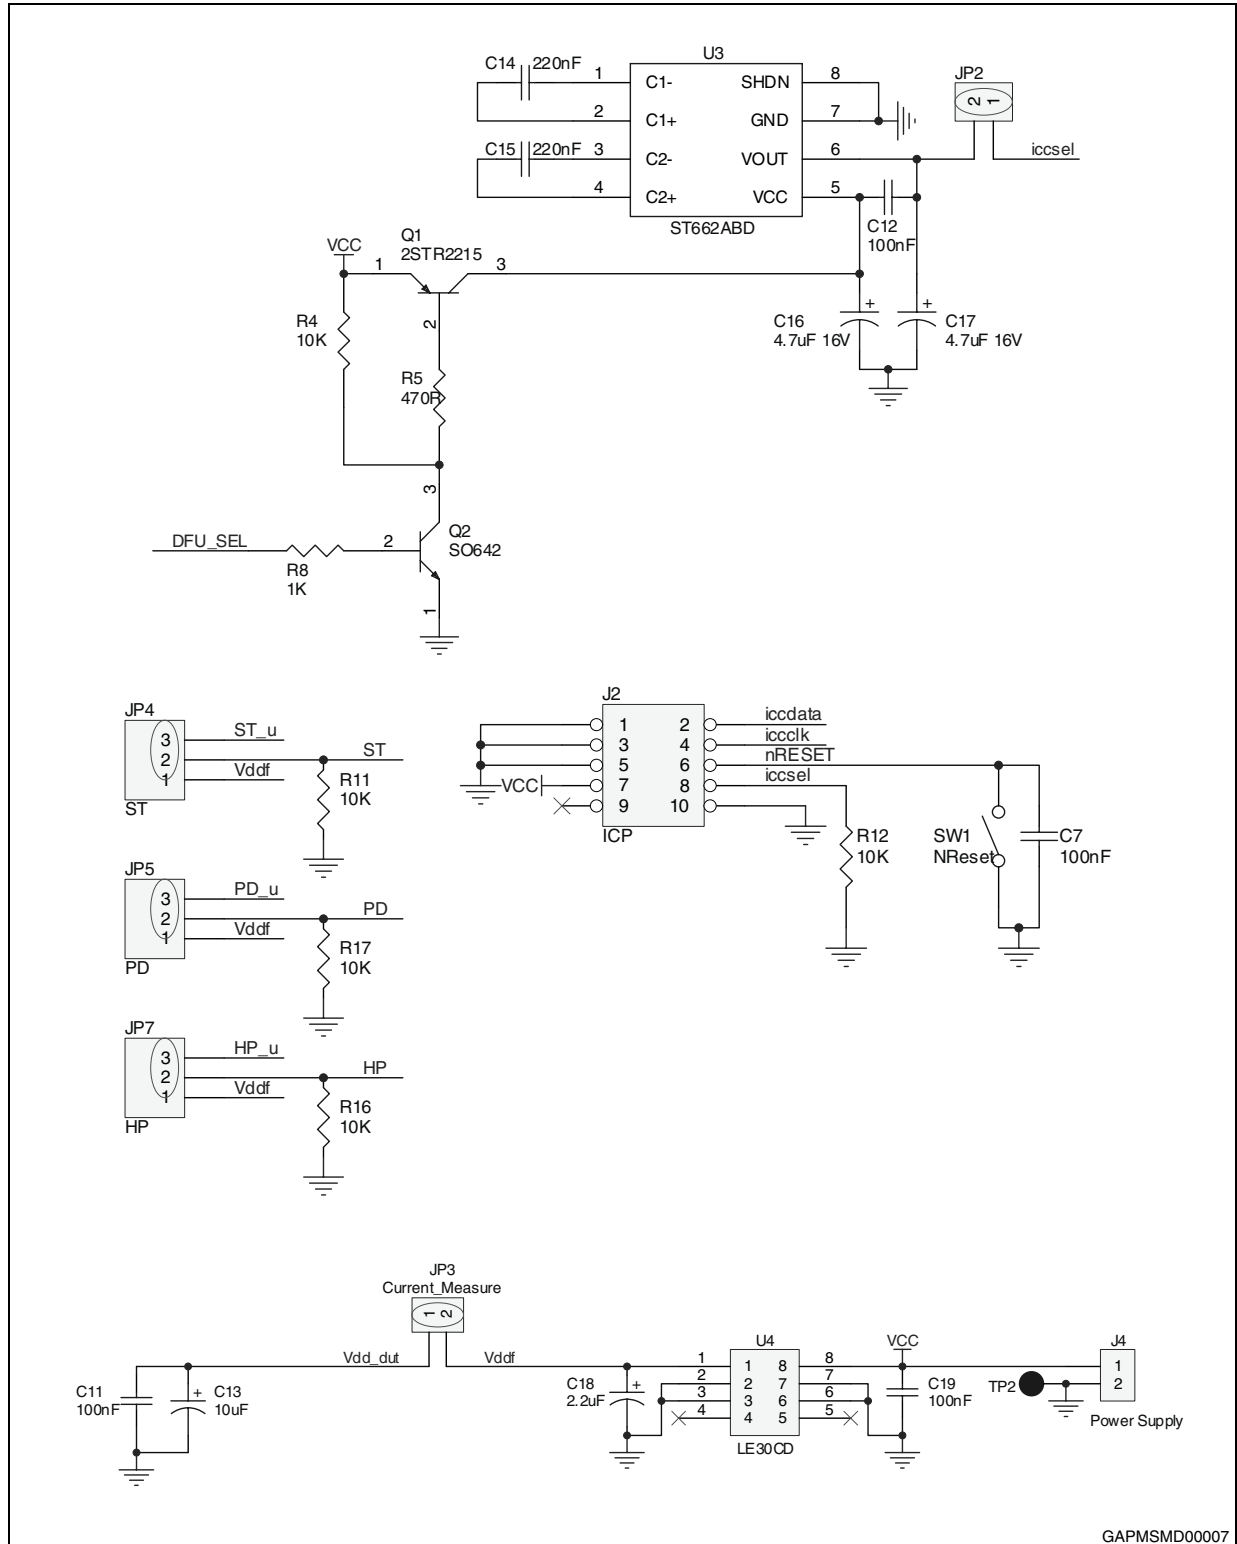 U3
C14 220nF 1 C1- SHDN 8
2 C1+ GND 7
C15 220nF 3 C2- VOUT 6
4 C2+ VCC 5
ST662ABD
JP2
2 1
iccsel
C12
100nF
Q1
2STR2215
VCC
1 3
2
R4
10K
R5
470R
C16
4.7uF 16V
+
C17
4.7uF 16V
+
3
Q2
SO642
DFU_SEL
2
R8
1K
1
JP4
3 ST_u
2 ST
1 Vddf
ST
R11
10K
JP5
3 PD_u
2 PD
1 Vddf
PD
R17
10K
JP7
3 HP_u
2 HP
1 Vddf
HP
R16
10K
J2
1 2 iccdata
3 4 iccclk
5 6 nRESET
VCC 7 8 iccsel
9 10
ICP
R12
10K
SW1
NReset
C7
100nF
JP3
Current_Measure
1 2
Vdd_dut
Vddf
C11
100nF
+
C13
10uF
C18
2.2uF
+
U4
1 1 8 8
2 2 7 7
3 3 6 6
4 4 5 5
LE30CD
VCC
C19
100nF
TP2
J4
1
2
Power Supply
GAPMSMD00007